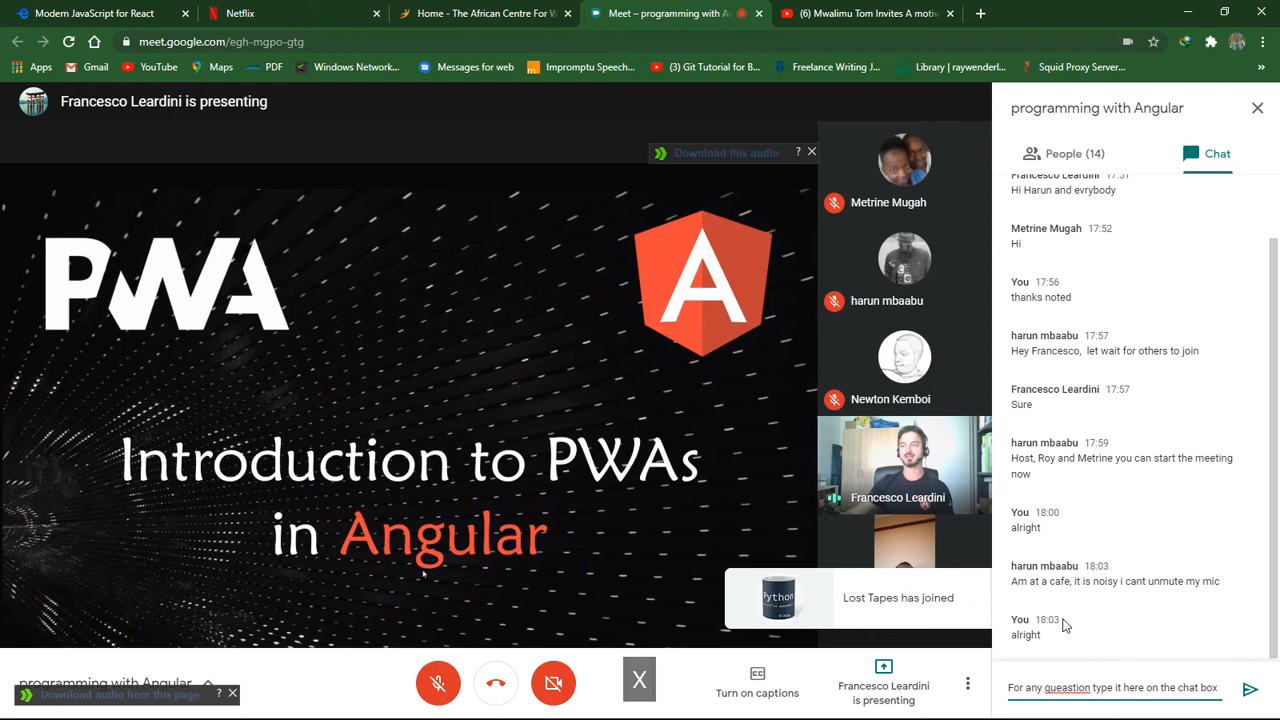 Modern JavaScript for React
Netflix
Home - The African Centre For W
Meet – programming with A
(6) Mwalimu Tom Invites A motiv
meet.google.com/egh-mgpo-gtg
Apps
Gmail
YouTube
Maps
PDF
Windows Network...
Messages for web
Impromptu Speech...
(3) Git Tutorial for B...
Freelance Writing J...
Library | raywenderl...
Squid Proxy Server...
Francesco Leardini is presenting
Download this audio
?
PWA
A
Introduction to PWAs
in Angular
Metrine Mugah
harun mbaabu
Newton Kemboi
Francesco Leardini
Python
Lost Tapes has joined
programming with Angular
People (14)
Chat
Francesco Leardini 17:51
Hi Harun and evrybody
Metrine Mugah 17:52
Hi
You 17:56
thanks noted
harun mbaabu 17:57
Hey Francesco, let wait for others to join
Francesco Leardini 17:57
Sure
harun mbaabu 17:59
Host, Roy and Metrine you can start the meeting
now
You 18:00
alright
harun mbaabu 18:03
Am at a cafe, it is noisy i cant unmute my mic
You 18:03
alright
For any queastion type it here on the chat box
programming with Angular
Download audio from this page
?
X
CC
Turn on captions
Francesco Leardini
is presenting